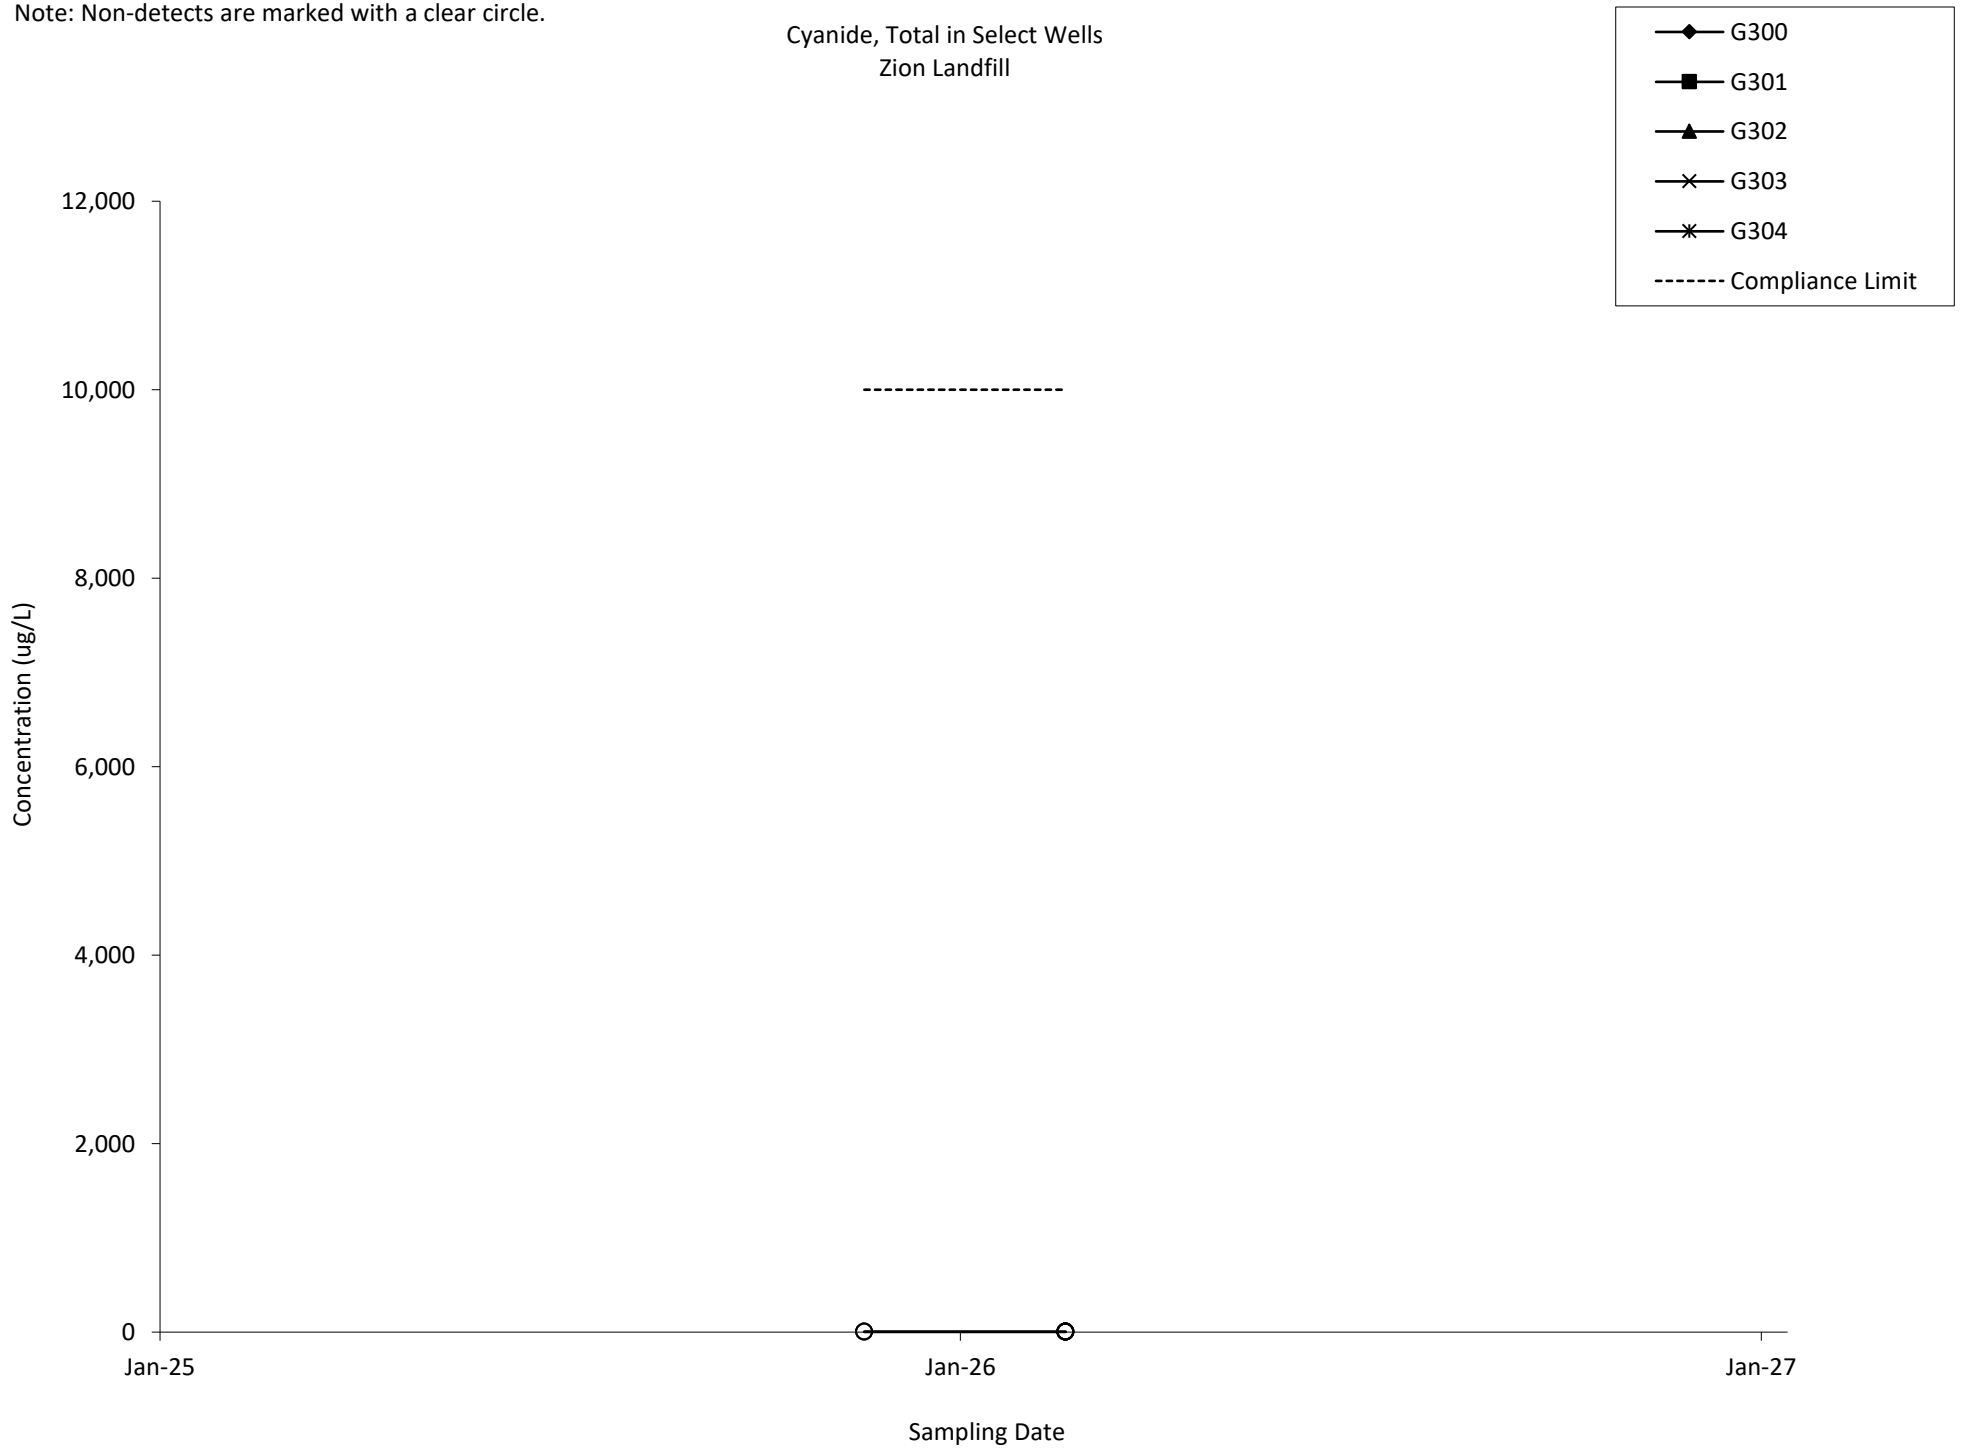 Note: Non-detects are marked with a clear circle.
Cyanide, Total in Select Wells
Zion Landfill
G300
G301
G302
G303
G304
Compliance Limit
12,000
10,000
8,000
6,000
4,000
2,000
0
Concentration (ug/L)
Jan-25
Jan-26
Jan-27
Sampling Date